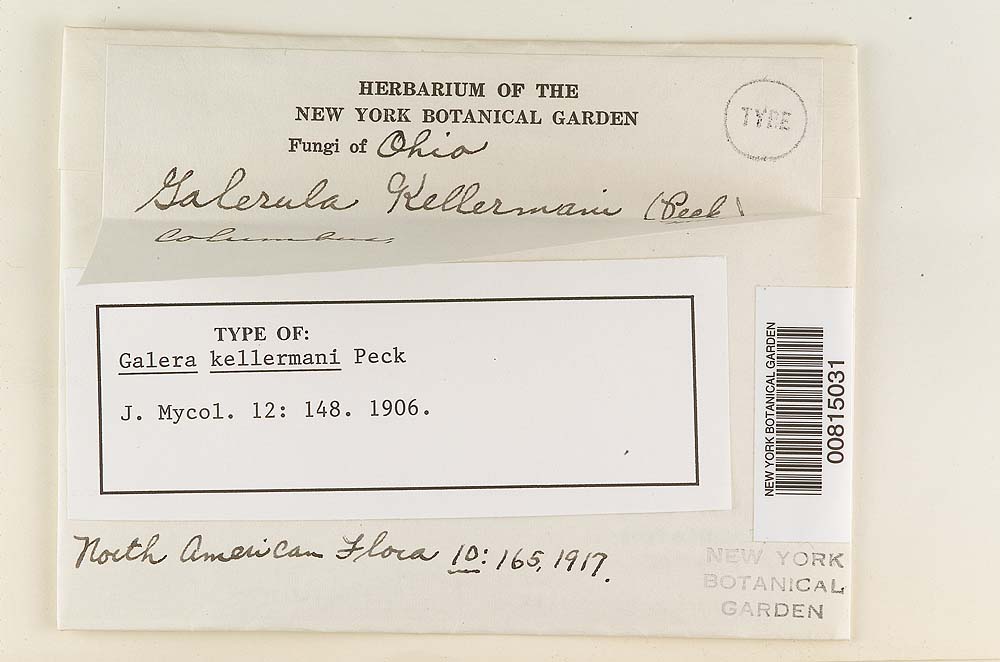 HERBARIUM OF THE
NEW YORK BOTANICAL GARDEN
TYPE
Fungi of Ohio
Galerula Kellermani (Peck)
Columbus,
TYPE OF:
Galera kellermani Peck
J. Mycol. 12: 148. 1906.
NEW YORK BOTANICAL GARDEN
00815031
North American Flora 10: 165, 1917.
NEW YORK
BOTANICAL
GARDEN